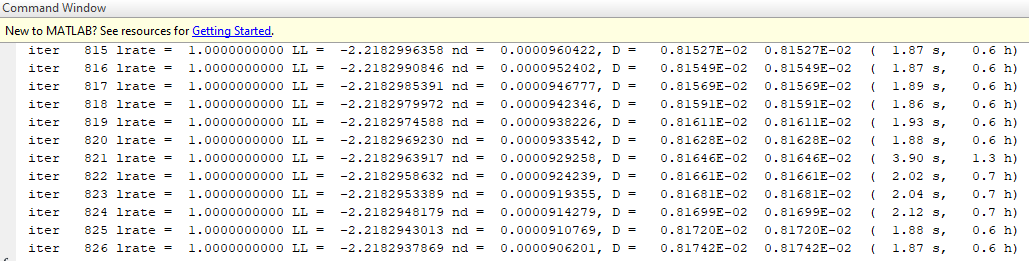 Command Window
New to MATLAB? See resources for Getting Started.
iter 815 lrate = 1.0000000000 LL = -2.2182996358 nd = 0.0000960422, D = 0.81527E-02 0.81527E-02 ( 1.87 s, 0.6 h)
iter 816 lrate = 1.0000000000 LL = -2.2182990846 nd = 0.0000952402, D = 0.81549E-02 0.81549E-02 ( 1.87 s, 0.6 h)
iter 817 lrate = 1.0000000000 LL = -2.2182985391 nd = 0.0000946777, D = 0.81569E-02 0.81569E-02 ( 1.89 s, 0.6 h)
iter 818 lrate = 1.0000000000 LL = -2.2182979972 nd = 0.0000942346, D = 0.81591E-02 0.81591E-02 ( 1.86 s, 0.6 h)
iter 819 lrate = 1.0000000000 LL = -2.2182974588 nd = 0.0000938226, D = 0.81611E-02 0.81611E-02 ( 1.93 s, 0.6 h)
iter 820 lrate = 1.0000000000 LL = -2.2182969230 nd = 0.0000933542, D = 0.81628E-02 0.81628E-02 ( 1.88 s, 0.6 h)
iter 821 lrate = 1.0000000000 LL = -2.2182963917 nd = 0.0000929258, D = 0.81646E-02 0.81646E-02 ( 3.90 s, 1.3 h)
iter 822 lrate = 1.0000000000 LL = -2.2182958632 nd = 0.0000924239, D = 0.81661E-02 0.81661E-02 ( 2.02 s, 0.7 h)
iter 823 lrate = 1.0000000000 LL = -2.2182953389 nd = 0.0000919355, D = 0.81681E-02 0.81681E-02 ( 2.04 s, 0.7 h)
iter 824 lrate = 1.0000000000 LL = -2.2182948179 nd = 0.0000914279, D = 0.81699E-02 0.81699E-02 ( 2.12 s, 0.7 h)
iter 825 lrate = 1.0000000000 LL = -2.2182943013 nd = 0.0000910769, D = 0.81720E-02 0.81720E-02 ( 1.88 s, 0.6 h)
iter 826 lrate = 1.0000000000 LL = -2.2182937869 nd = 0.0000906201, D = 0.81742E-02 0.81742E-02 ( 1.87 s, 0.6 h)